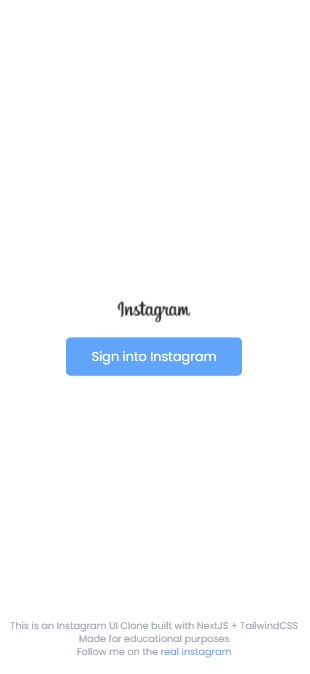 Instagram
Sign into Instagram
This is an Instagram UI Clone built with NextJS + TailwindCSS
Made for educational purposes
Follow me on the real instagram